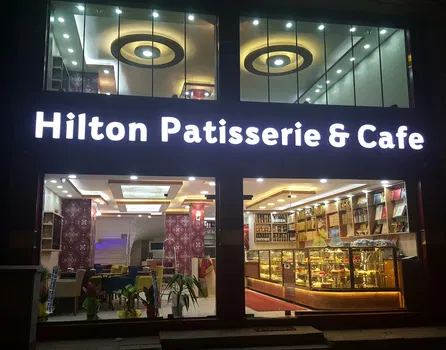 Hilton Patisserie & Cafe